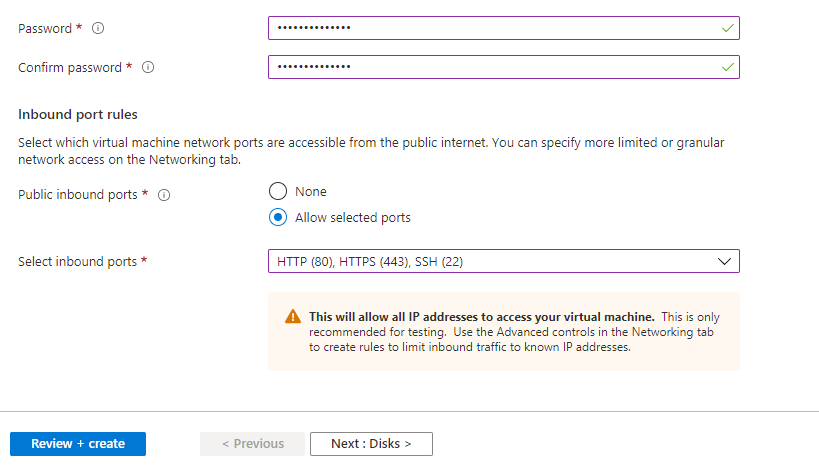 Password *
••••••••••••••
Confirm password *
••••••••••••••
Inbound port rules
Select which virtual machine network ports are accessible from the public internet. You can specify more limited or granular
network access on the Networking tab.
Public inbound ports *
None
Allow selected ports
Select inbound ports *
HTTP (80), HTTPS (443), SSH (22)
This will allow all IP addresses to access your virtual machine. This is only
recommended for testing. Use the Advanced controls in the Networking tab
to create rules to limit inbound traffic to known IP addresses.
Review + create
< Previous
Next : Disks >